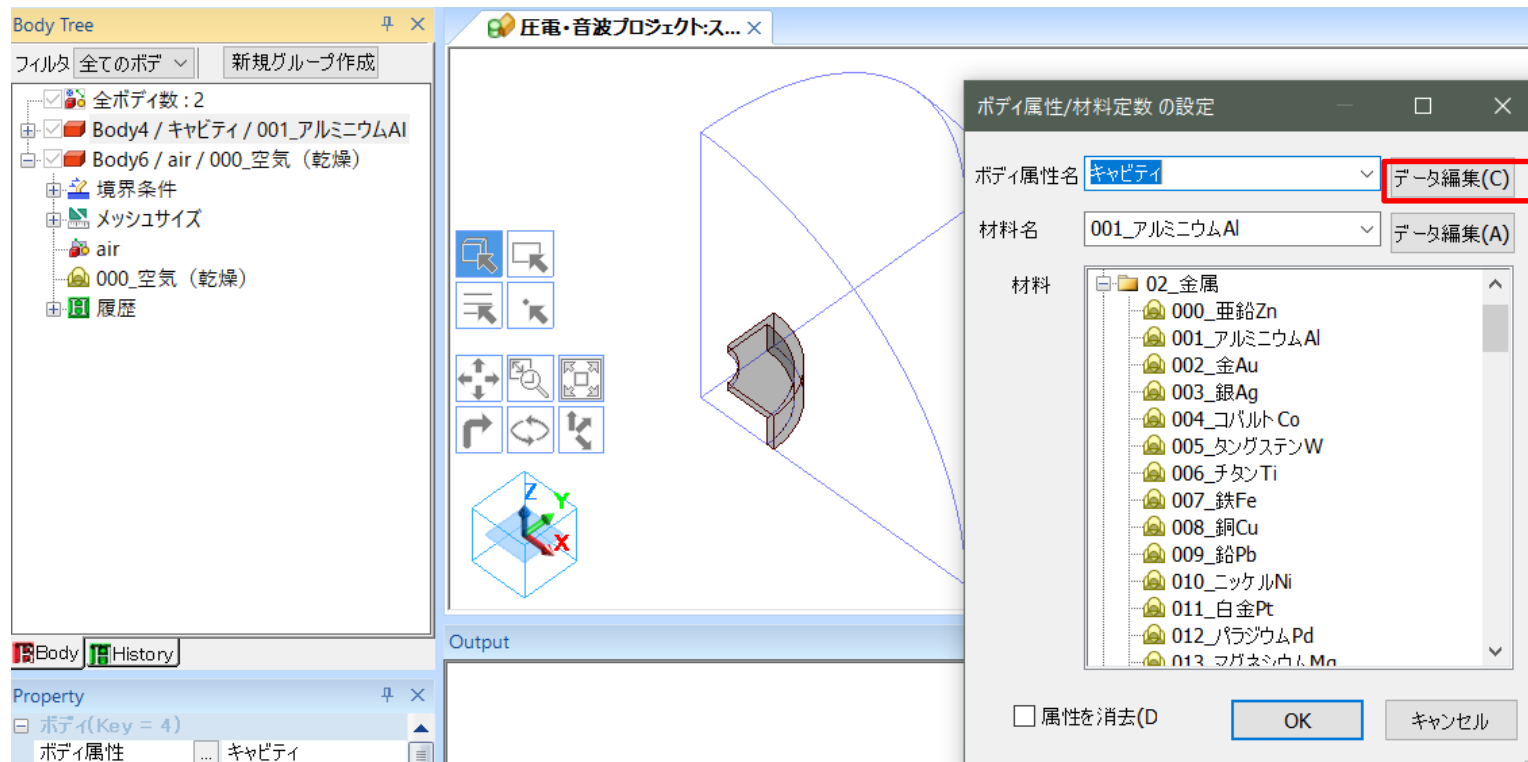 Body Tree
フィルタ 全てのボデ 新規グループ作成
全ボディ数 : 2
Body4 / キャビティ / 001_アルミニウムAl
Body6 / air / 000_空気（乾燥）
境界条件
メッシュサイズ
air
000_空気（乾燥）
履歴
Body History
Property
ボディ(Key = 4)
ボディ属性 ... キャビティ
圧電・音波プロジェクト:ス...
Z
Y
X
Output
ボディ属性/材料定数 の設定
ボディ属性名 キャビティ データ編集(C)
材料名 001_アルミニウムAl データ編集(A)
材料
02_金属
000_亜鉛Zn
001_アルミニウムAl
002_金Au
003_銀Ag
004_コバルトCo
005_タングステンW
006_チタンTi
007_鉄Fe
008_銅Cu
009_鉛Pb
010_ニッケルNi
011_白金Pt
012_パラジウムPd
013_マグネシウムMg
属性を消去(D
OK キャンセル